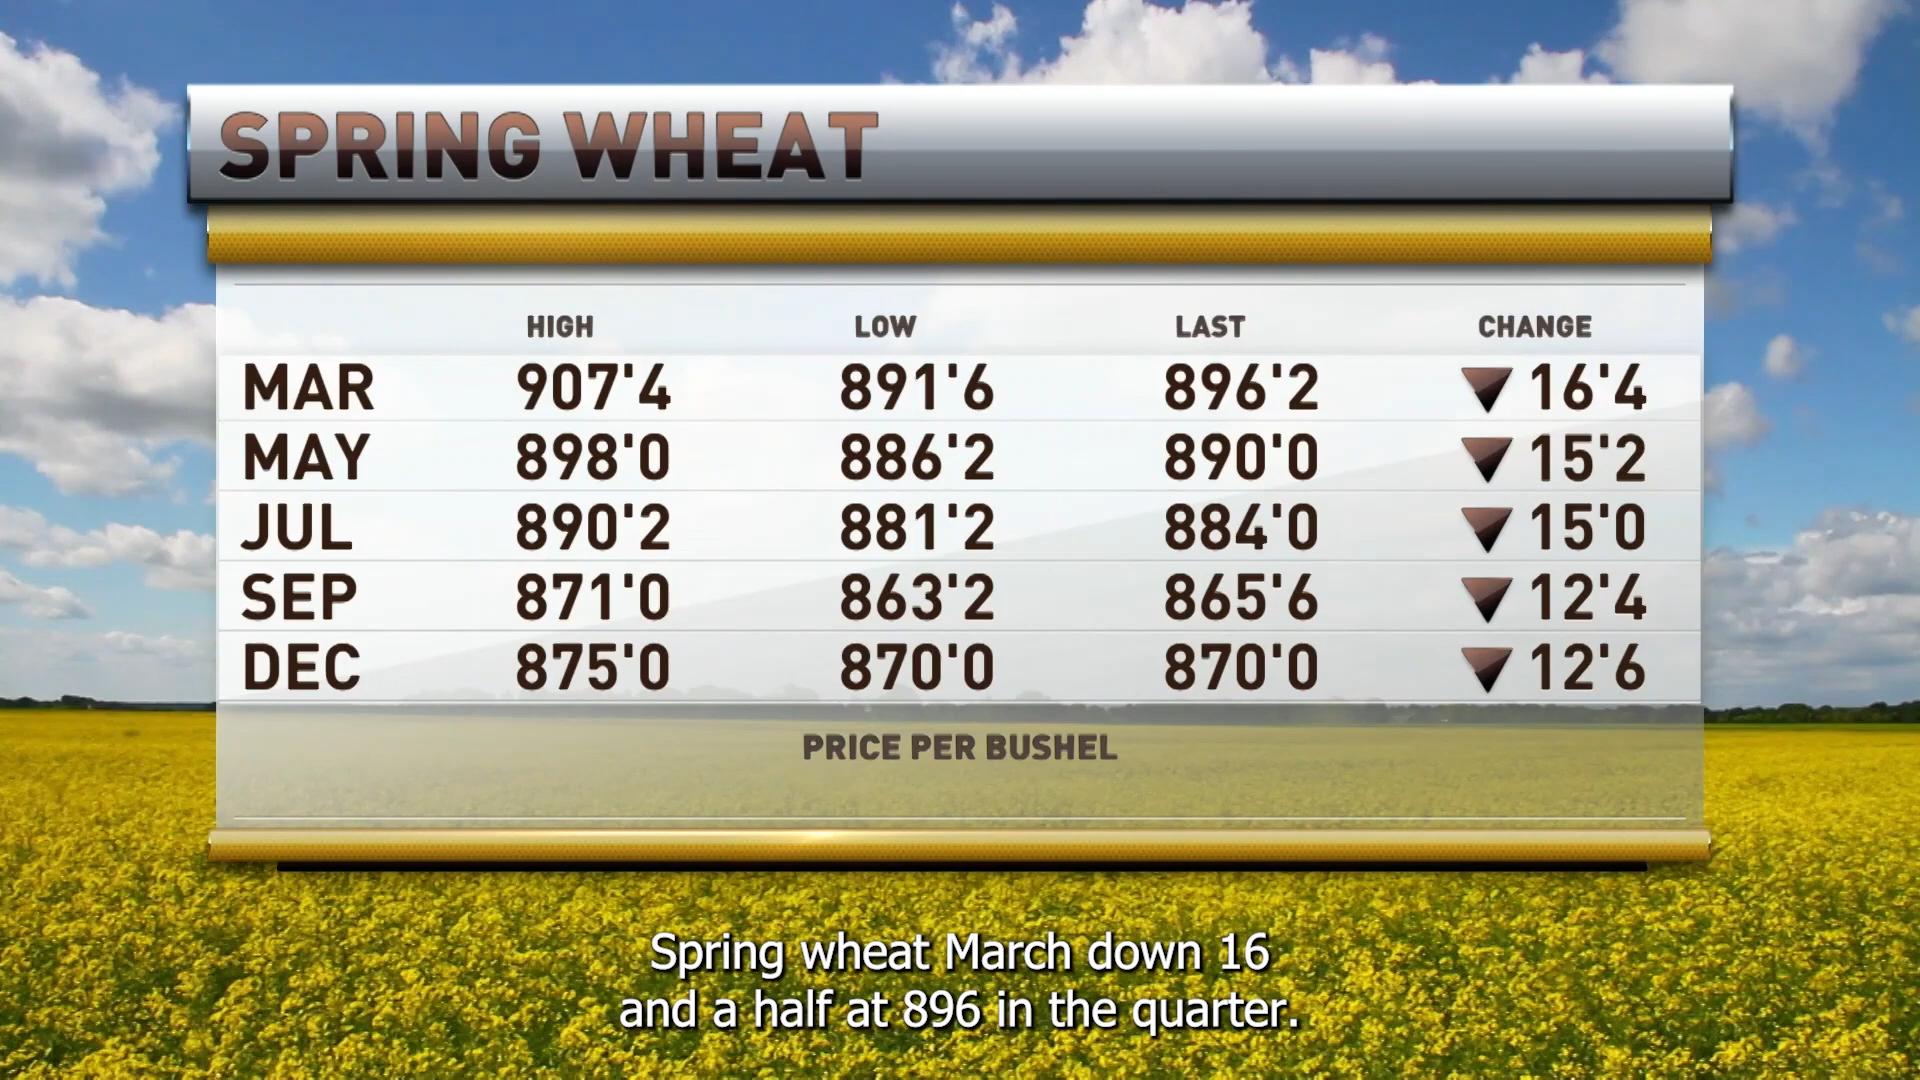 SPRING WHEAT
HIGH LOW LAST CHANGE
MAR 907'4 891'6 896'2 ▼ 16'4
MAY 898'0 886'2 890'0 ▼ 15'2
JUL 890'2 881'2 884'0 ▼ 15'0
SEP 871'0 863'2 865'6 ▼ 12'4
DEC 875'0 870'0 870'0 ▼ 12'6
PRICE PER BUSHEL
Spring wheat March down 16
and a half at 896 in the quarter.